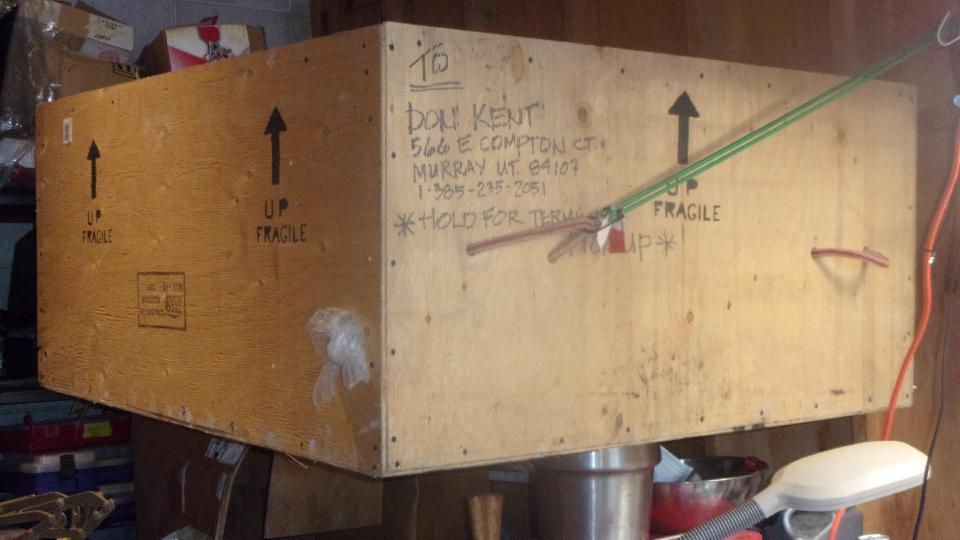 UP
FRAGILE
UP
FRAGILE
TO
DON KENT
566 E COMPTON CT.
MURRAY UT. 84107
1-385-235-2051
*HOLD FOR
UP*
UP
FRAGILE